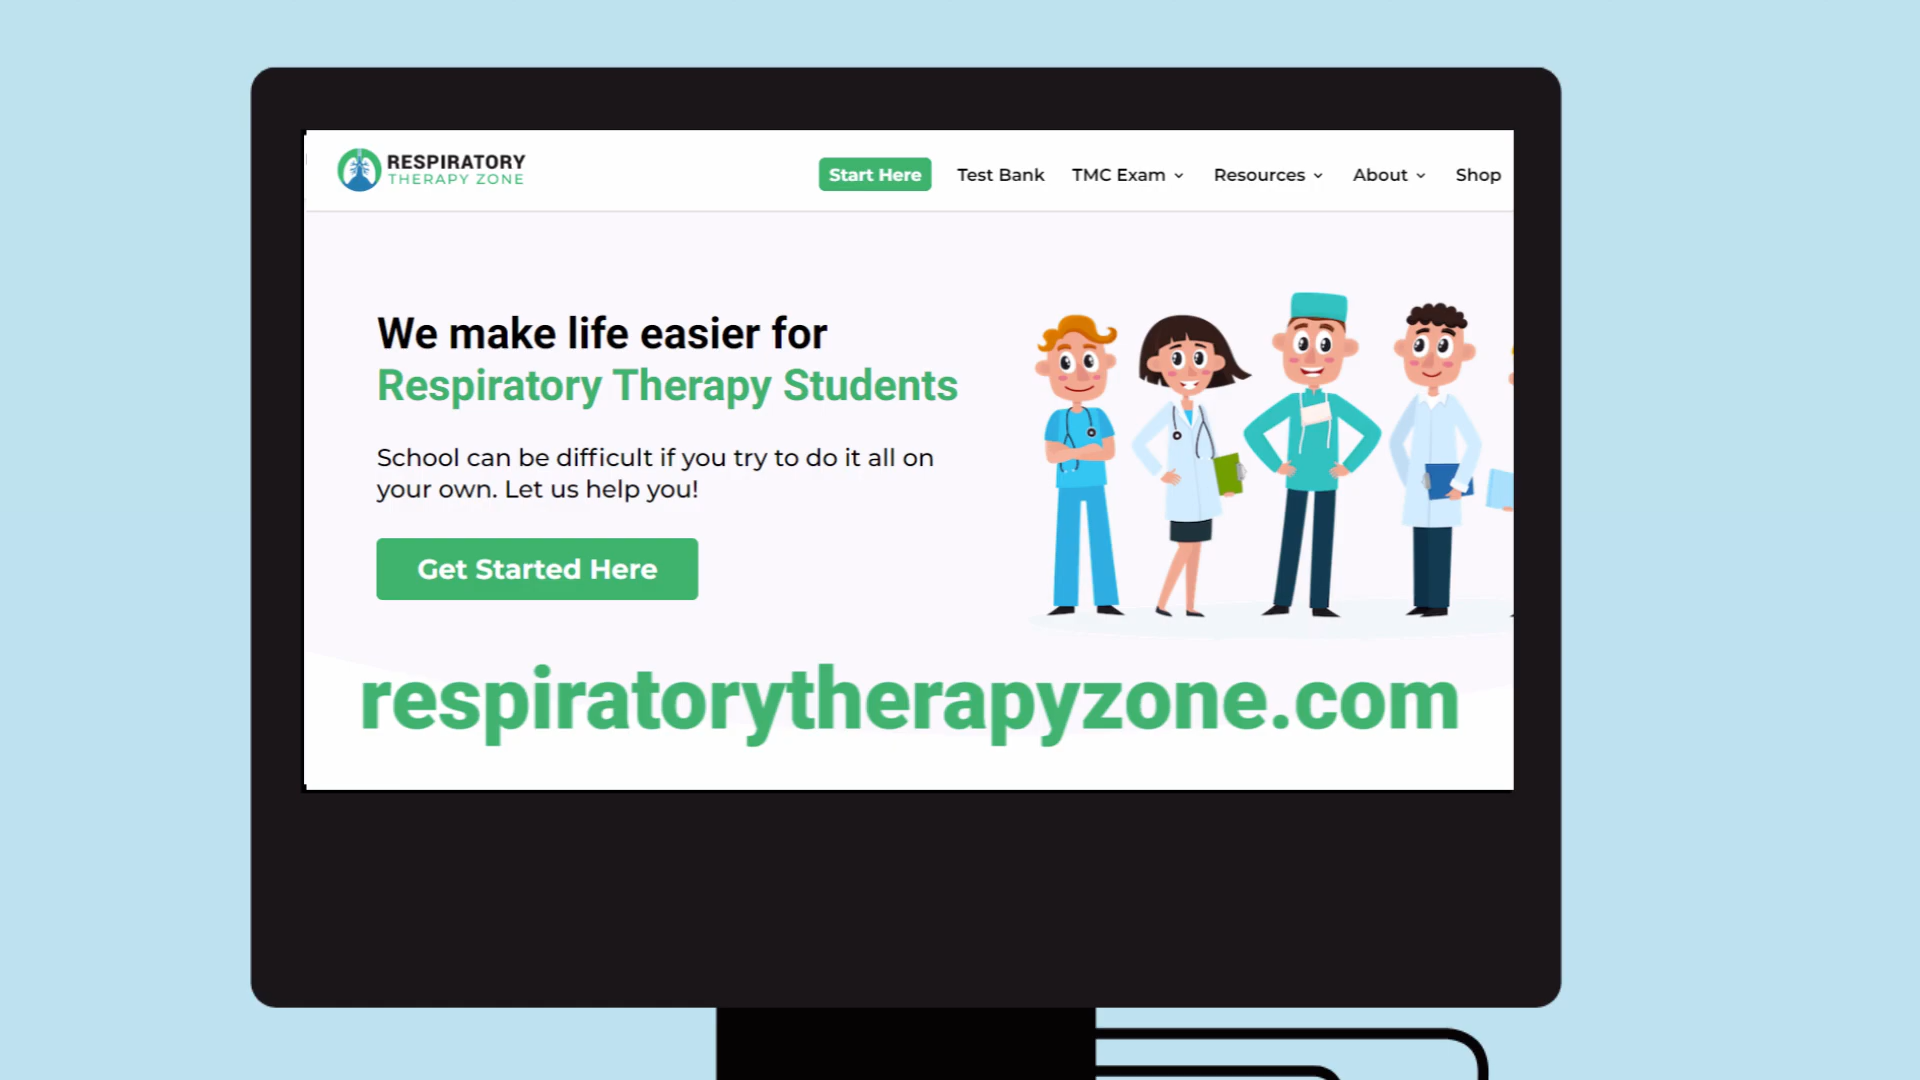 RESPIRATORY
THERAPY ZONE
Start Here
Test Bank
TMC Exam
Resources
About
Shop
We make life easier for
Respiratory Therapy Students
School can be difficult if you try to do it all on
your own. Let us help you!
Get Started Here
respiratorytherapyzone.com